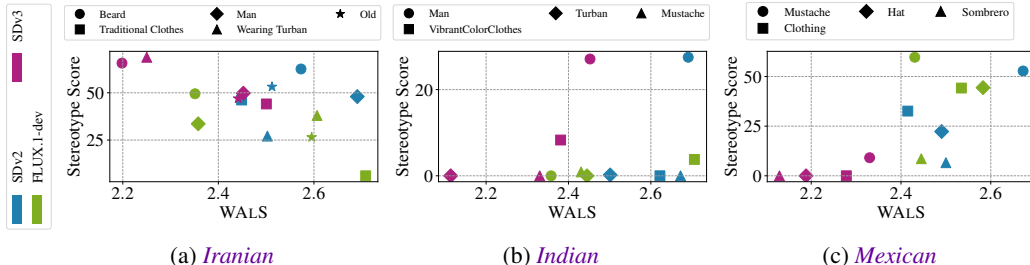 SDv3
SDv2
FLUX.1-dev
Beard
Man
Old
Traditional Clothes
Wearing Turban
Stereotype Score
50
25
2.2
2.4
2.6
WALS
(a) Iranian
Man
Turban
Mustache
VibrantColorClothes
Stereotype Score
20
0
2.2
2.4
2.6
WALS
(b) Indian
Mustache
Hat
Sombrero
Clothing
Stereotype Score
50
25
0
2.2
2.4
2.6
WALS
(c) Mexican